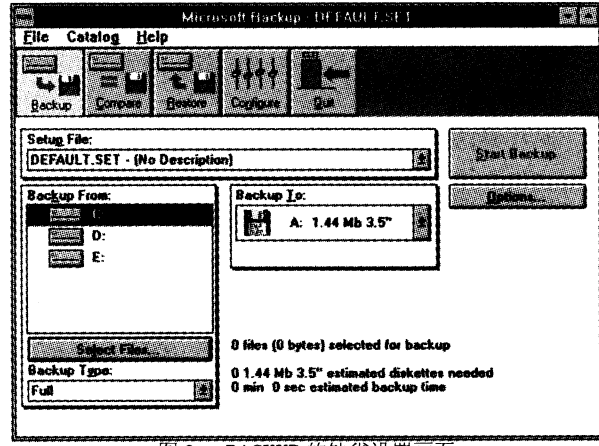 Microsoft Backup - DEFAULT.SET
File Catalog Help
Backup Compare Restore Configure Quit
Setup File:
DEFAULT.SET - (No Description)
Start Backup
Backup From:
Backup To:
Options...
A: 1.44 Mb 3.5"
D:
E:
Select Files...
0 files (0 bytes) selected for backup
Backup Type:
0 1.44 Mb 3.5" estimated diskettes needed
Full
0 min 0 sec estimated backup time